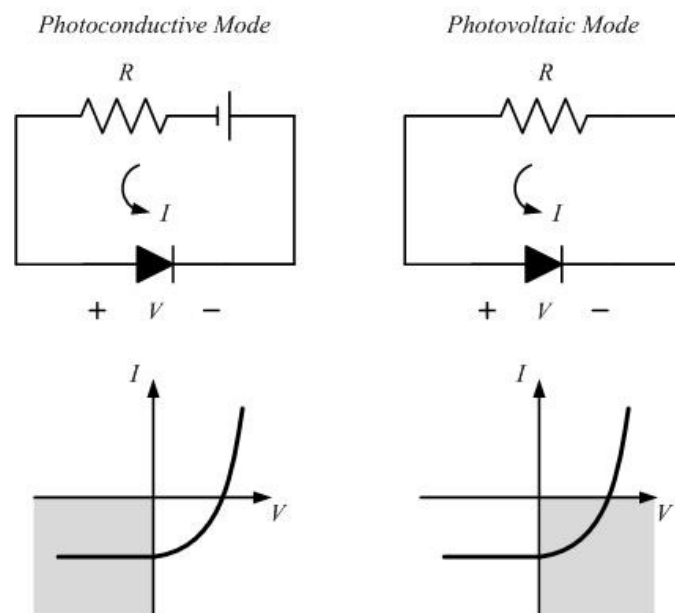 Photoconductive Mode
R
I
+ V −
I
V
Photovoltaic Mode
R
I
+ V −
I
V